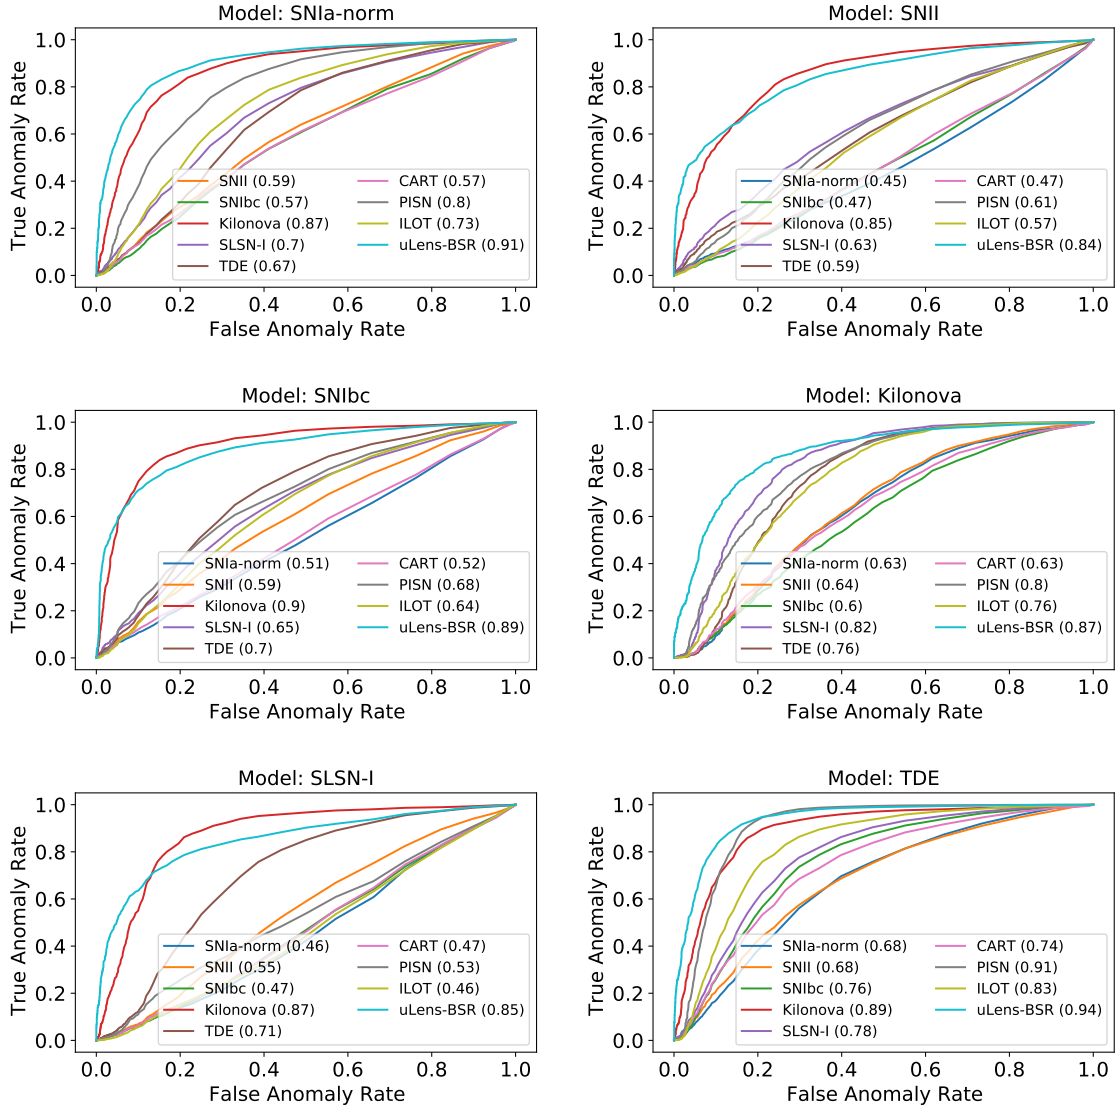 Model: SNIa-norm
True Anomaly Rate
1.0
0.8
0.6
0.4
0.2
0.0
SNII (0.59)
SNIbc (0.57)
Kilonova (0.87)
SLSN-I (0.7)
TDE (0.67)
CART (0.57)
PISN (0.8)
ILOT (0.73)
uLens-BSR (0.91)
0.0 0.2 0.4 0.6 0.8 1.0
False Anomaly Rate
Model: SNII
True Anomaly Rate
1.0
0.8
0.6
0.4
0.2
0.0
SNIa-norm (0.45)
SNIbc (0.47)
Kilonova (0.85)
SLSN-I (0.63)
TDE (0.59)
CART (0.47)
PISN (0.61)
ILOT (0.57)
uLens-BSR (0.84)
0.0 0.2 0.4 0.6 0.8 1.0
False Anomaly Rate
Model: SNIbc
True Anomaly Rate
1.0
0.8
0.6
0.4
0.2
0.0
SNIa-norm (0.51)
SNII (0.59)
Kilonova (0.9)
SLSN-I (0.65)
TDE (0.7)
CART (0.52)
PISN (0.68)
ILOT (0.64)
uLens-BSR (0.89)
0.0 0.2 0.4 0.6 0.8 1.0
False Anomaly Rate
Model: Kilonova
True Anomaly Rate
1.0
0.8
0.6
0.4
0.2
0.0
SNIa-norm (0.63)
SNII (0.64)
SNIbc (0.6)
SLSN-I (0.82)
TDE (0.76)
CART (0.63)
PISN (0.8)
ILOT (0.76)
uLens-BSR (0.87)
0.0 0.2 0.4 0.6 0.8 1.0
False Anomaly Rate
Model: SLSN-I
True Anomaly Rate
1.0
0.8
0.6
0.4
0.2
0.0
SNIa-norm (0.46)
SNII (0.55)
SNIbc (0.47)
Kilonova (0.87)
TDE (0.71)
CART (0.47)
PISN (0.53)
ILOT (0.46)
uLens-BSR (0.85)
0.0 0.2 0.4 0.6 0.8 1.0
False Anomaly Rate
Model: TDE
True Anomaly Rate
1.0
0.8
0.6
0.4
0.2
0.0
SNIa-norm (0.68)
SNII (0.68)
SNIbc (0.76)
Kilonova (0.89)
SLSN-I (0.78)
CART (0.74)
PISN (0.91)
ILOT (0.83)
uLens-BSR (0.94)
0.0 0.2 0.4 0.6 0.8 1.0
False Anomaly Rate